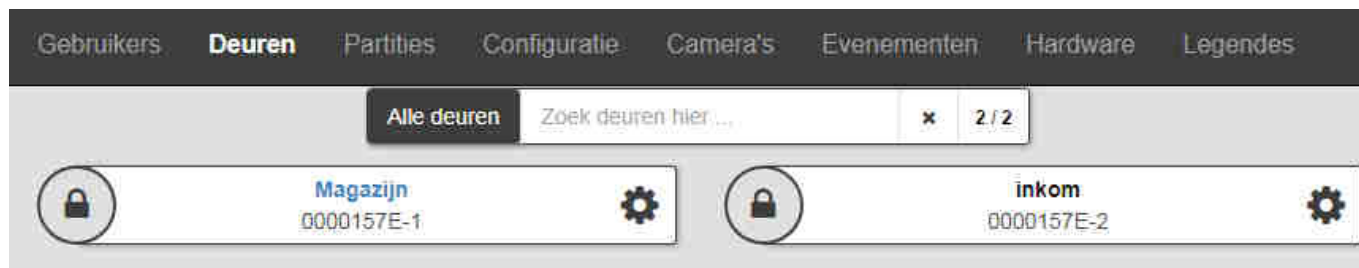 Gebruikers Deuren Partities Configuratie Camera's Evenementen Hardware Legendes
Alle deuren Zoek deuren hier ... × 2 / 2
Magazijn inkom
0000157E-1 0000157E-2